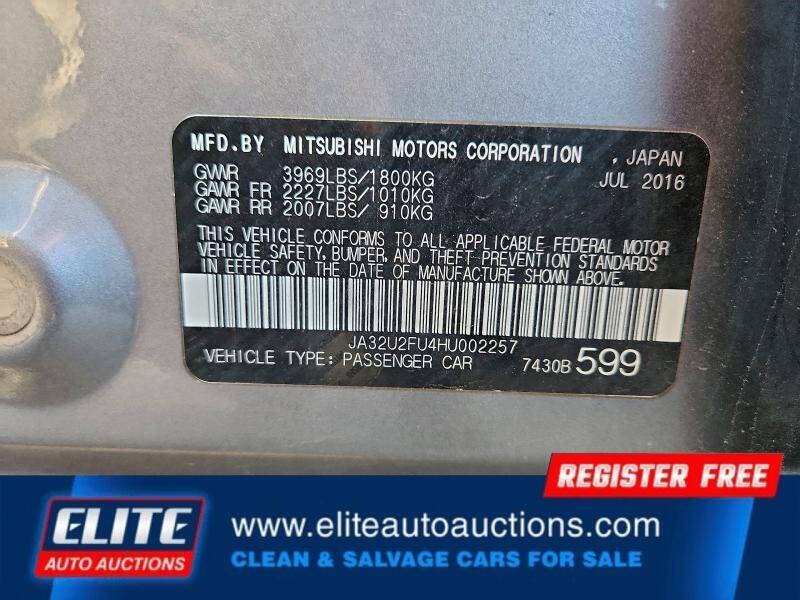 MFD.BY MITSUBISHI MOTORS CORPORATION , JAPAN
GVWR 3969LBS/1800KG JUL 2016
GAWR FR 2227LBS/1010KG
GAWR RR 2007LBS/ 910KG
THIS VEHICLE CONFORMS TO ALL APPLICABLE FEDERAL MOTOR
VEHICLE SAFETY, BUMPER, AND THEFT PREVENTION STANDARDS
IN EFFECT ON THE DATE OF MANUFACTURE SHOWN ABOVE.
JA32U2FU4HU002257
VEHICLE TYPE: PASSENGER CAR 7430B 599
REGISTER FREE
ELITE
AUTO AUCTIONS
www.eliteautoauctions.com
CLEAN & SALVAGE CARS FOR SALE